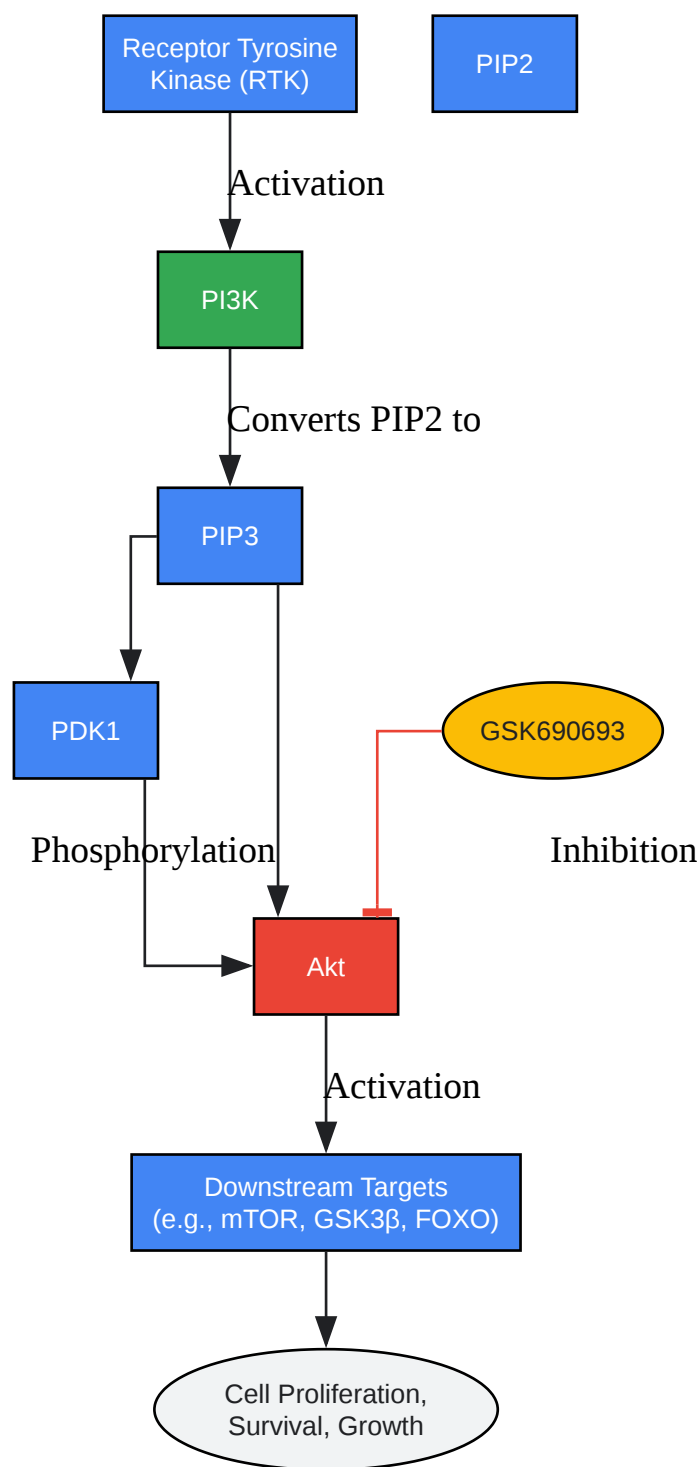 Receptor Tyrosine
Kinase (RTK)
PIP2
Activation
PI3K
Converts PIP2 to
PIP3
PDK1
GSK690693
Phosphorylation
Inhibition
Akt
Activation
Downstream Targets
(e.g., mTOR, GSK3β, FOXO)
Cell Proliferation,
Survival, Growth